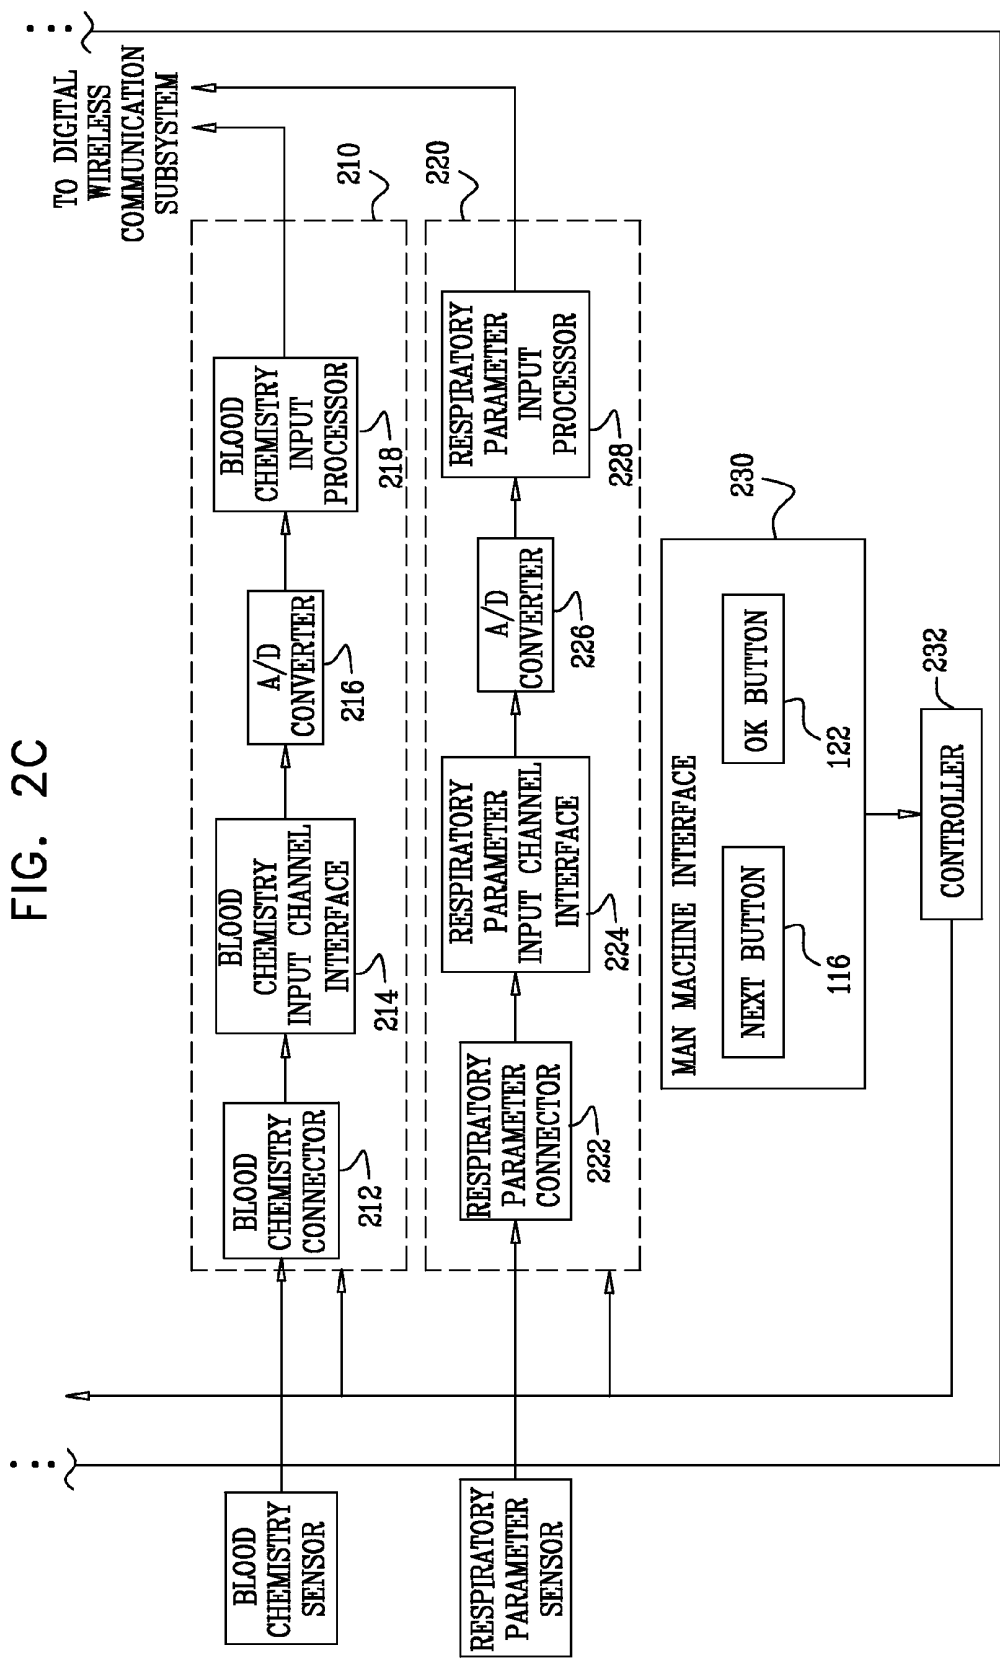 FIG. 2C
TO DIGITAL
WIRELESS
COMMUNICATION
SUBSYSTEM
BLOOD
CHEMISTRY
SENSOR
BLOOD
CHEMISTRY
CONNECTOR
212
BLOOD
CHEMISTRY
INPUT CHANNEL
INTERFACE
214
A/D
CONVERTER
216
BLOOD
CHEMISTRY
INPUT
PROCESSOR
218
210
RESPIRATORY
PARAMETER
SENSOR
RESPIRATORY
PARAMETER
CONNECTOR
222
RESPIRATORY
PARAMETER
INPUT CHANNEL
INTERFACE
224
A/D
CONVERTER
226
RESPIRATORY
PARAMETER
INPUT
PROCESSOR
228
220
MAN MACHINE INTERFACE
230
NEXT BUTTON
116
OK BUTTON
122
CONTROLLER
232